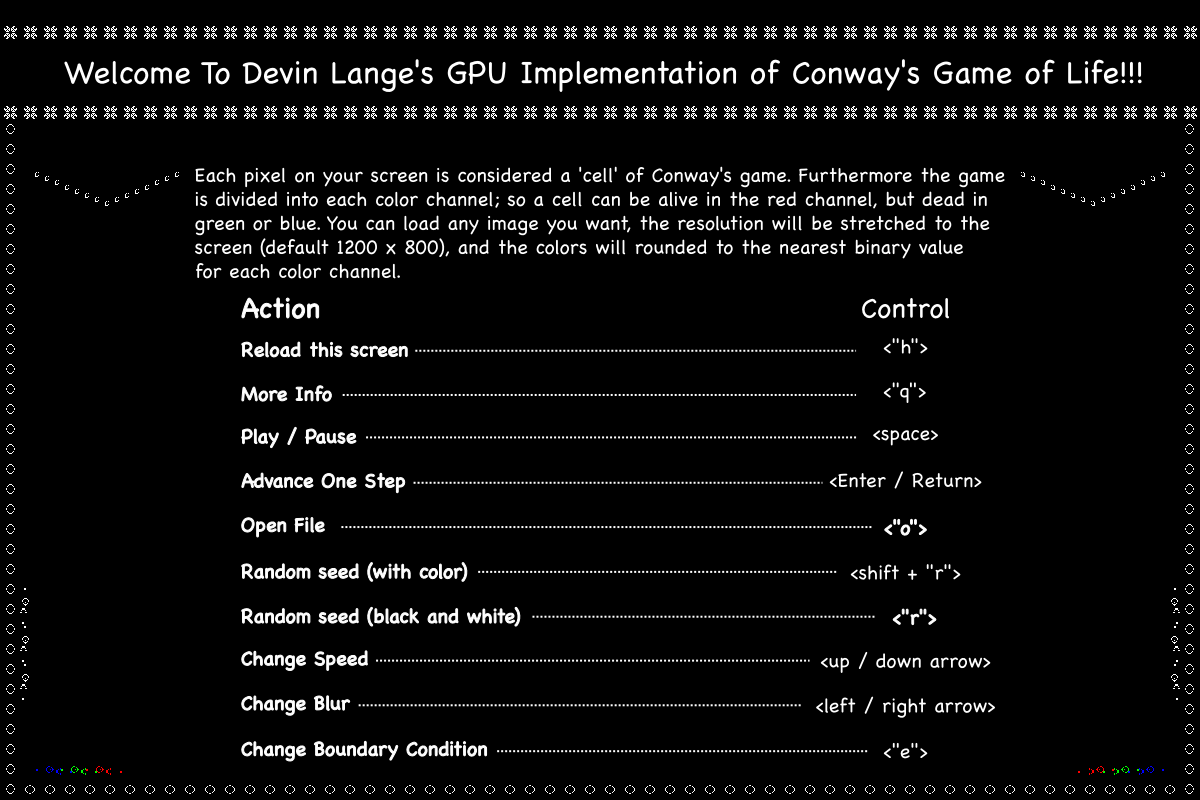 Welcome To Devin Lange's GPU Implementation of Conway's Game of Life!!!
Each pixel on your screen is considered a 'cell' of Conway's game. Furthermore the game
is divided into each color channel; so a cell can be alive in the red channel, but dead in
green or blue. You can load any image you want, the resolution will be stretched to the
screen (default 1200 x 800), and the colors will rounded to the nearest binary value
for each color channel.
Action Control
Reload this screen <"h">
More Info <"q">
Play / Pause <space>
Advance One Step <Enter / Return>
Open File <"o">
Random seed (with color) <shift + "r">
Random seed (black and white) <"r">
Change Speed <up / down arrow>
Change Blur <left / right arrow>
Change Boundary Condition <"e">